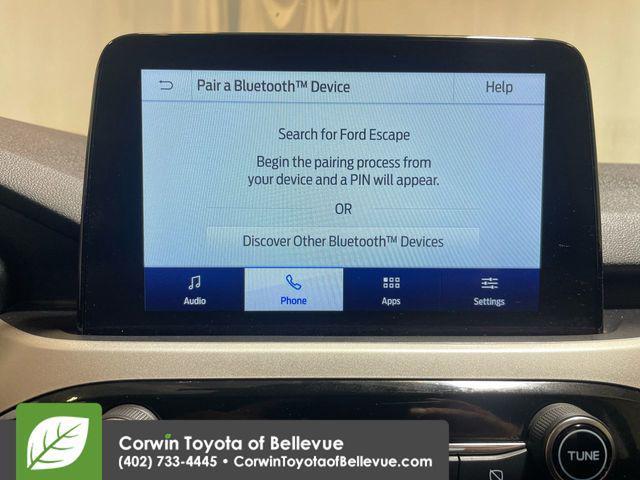 Pair a Bluetooth™ Device
Help
Search for Ford Escape
Begin the pairing process from
your device and a PIN will appear.
OR
Discover Other Bluetooth™ Devices
Audio
Phone
Apps
Settings
TUNE
Corwin Toyota of Bellevue
(402) 733-4445 • CorwinToyotaofBellevue.com